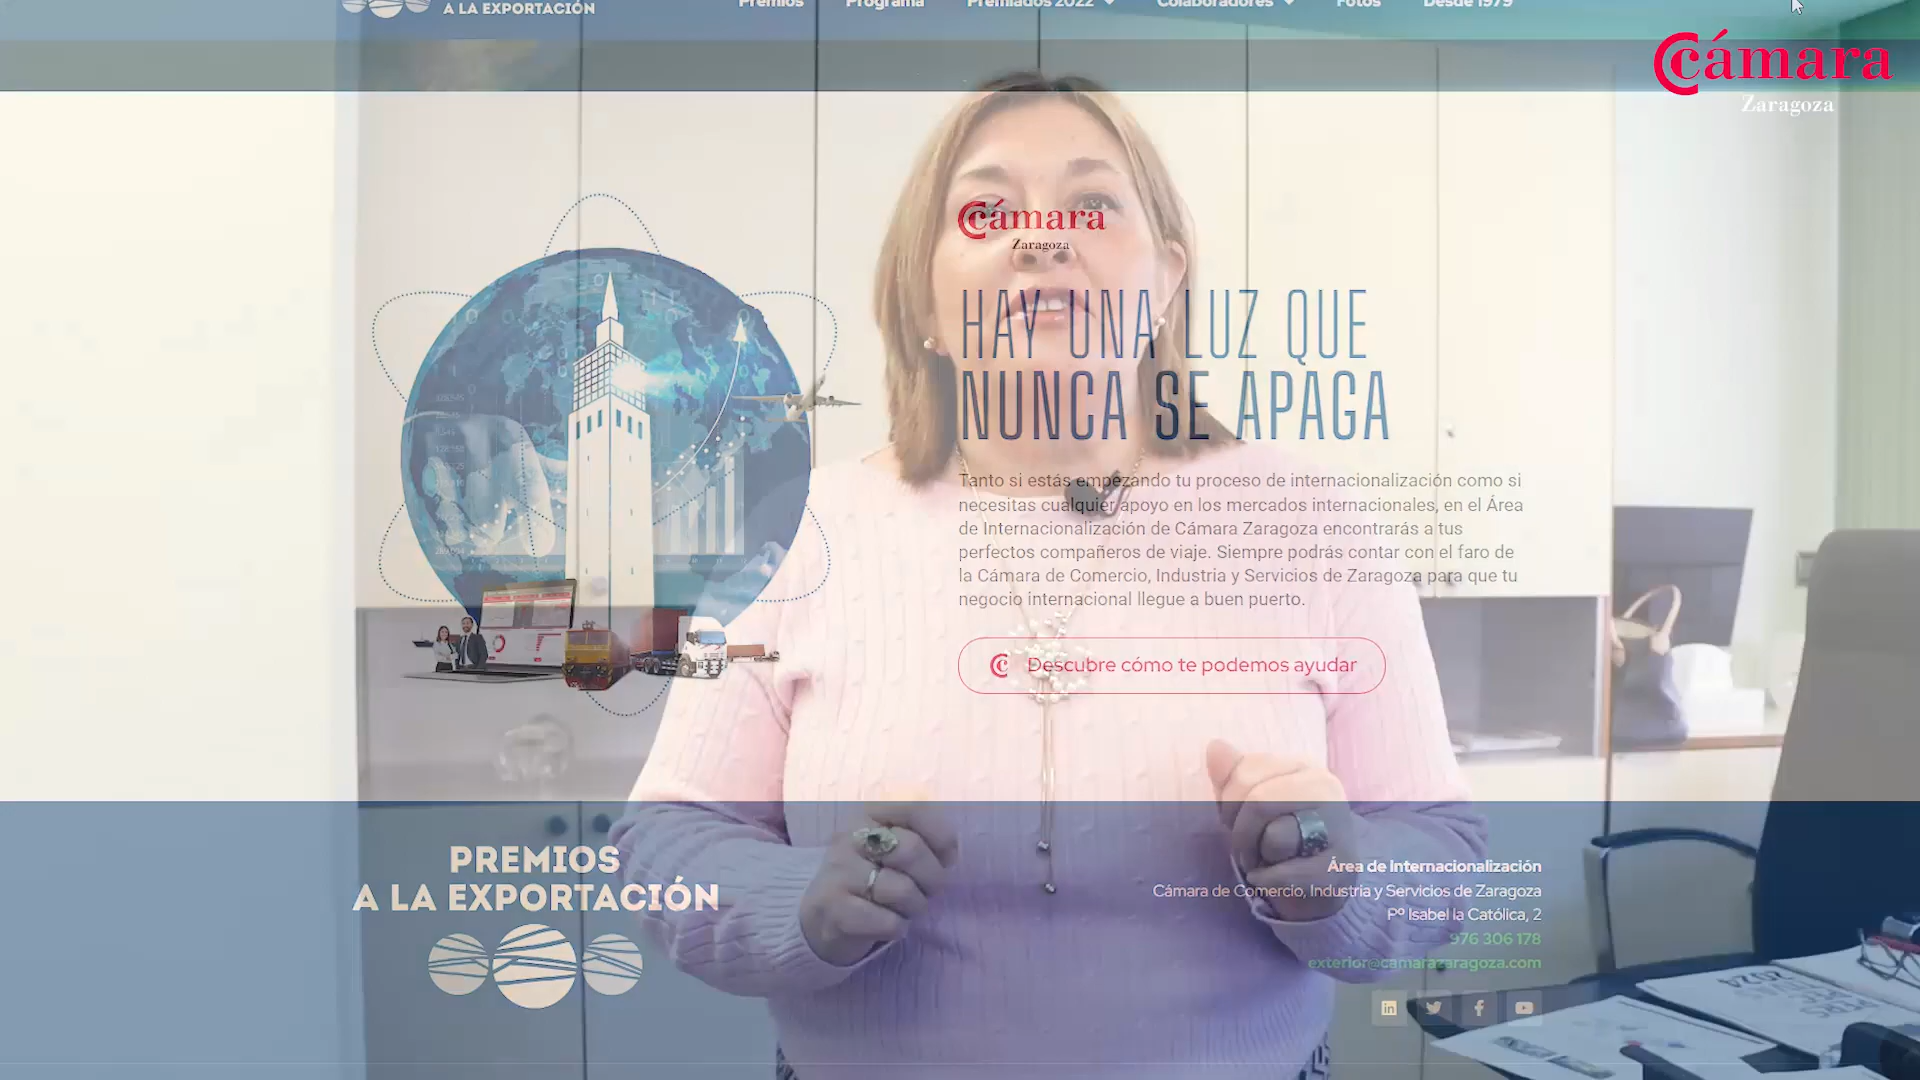 A LA EXPORTACIÓN
Premios Programa Premiados 2022 Colaboradores Fotos Desde 1979
cámara
Zaragoza
cámara
Zaragoza
HAY UNA LUZ QUE
NUNCA SE APAGA
Tanto si estás empezando tu proceso de internacionalización como si
necesitas cualquier apoyo en los mercados internacionales, en el Área
de Internacionalización de Cámara Zaragoza encontrarás a tus
perfectos compañeros de viaje. Siempre podrás contar con el faro de
la Cámara de Comercio, Industria y Servicios de Zaragoza para que tu
negocio internacional llegue a buen puerto.
Descubre cómo te podemos ayudar
PREMIOS
A LA EXPORTACIÓN
Área de Internacionalización
Cámara de Comercio, Industria y Servicios de Zaragoza
Pº Isabel la Católica, 2
976 306 178
exterior@camarazaragoza.com